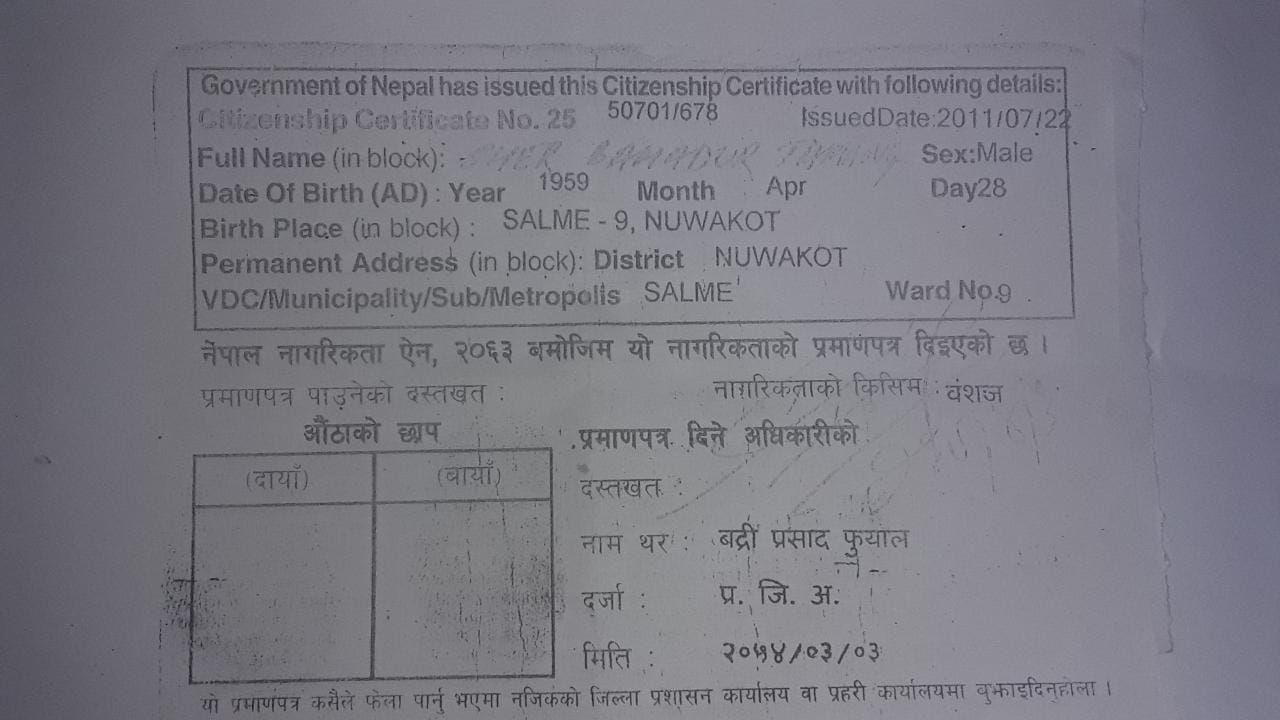 Government of Nepal has issued this Citizenship Certificate with following details:
Citizenship Certificate No. 25 50701/678 IssuedDate:2011/07/22
Full Name (in block): BAHADUR Sex:Male
Date Of Birth (AD) : Year 1959 Month Apr Day28
Birth Place (in block) : SALME - 9, NUWAKOT
Permanent Address (in block): District NUWAKOT
VDC/Municipality/Sub/Metropolis SALME Ward No.9
नेपाल नागरिकता ऐन, २०६३ बमोजिम यो नागरिकताको प्रमाणपत्र दिइएको छ ।
प्रमाणपत्र पाउनेको दस्तखत : नागरिकताको किसिम : वंशज
औंठाको छाप प्रमाणपत्र दिने अधिकारीको
(दायाँ) (बायाँ) दस्तखत :
नाम थर : बद्री प्रसाद फुयाल
दर्जा : प्र. जि. अ.
मिति : २०५४/०३/०३
यो प्रमाणपत्र कसैले फेला पार्नु भएमा नजिकको जिल्ला प्रशासन कार्यालय वा प्रहरी कार्यालयमा बुझाइदिनुहोला ।